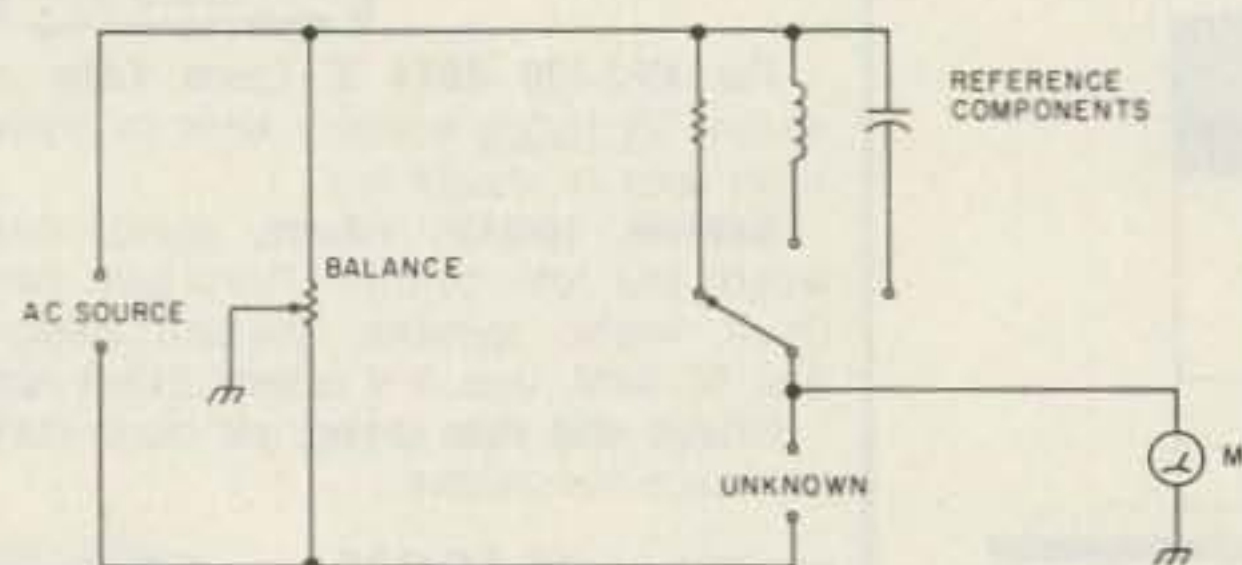 REFERENCE
COMPONENTS
BALANCE
AC SOURCE
UNKNOWN
M